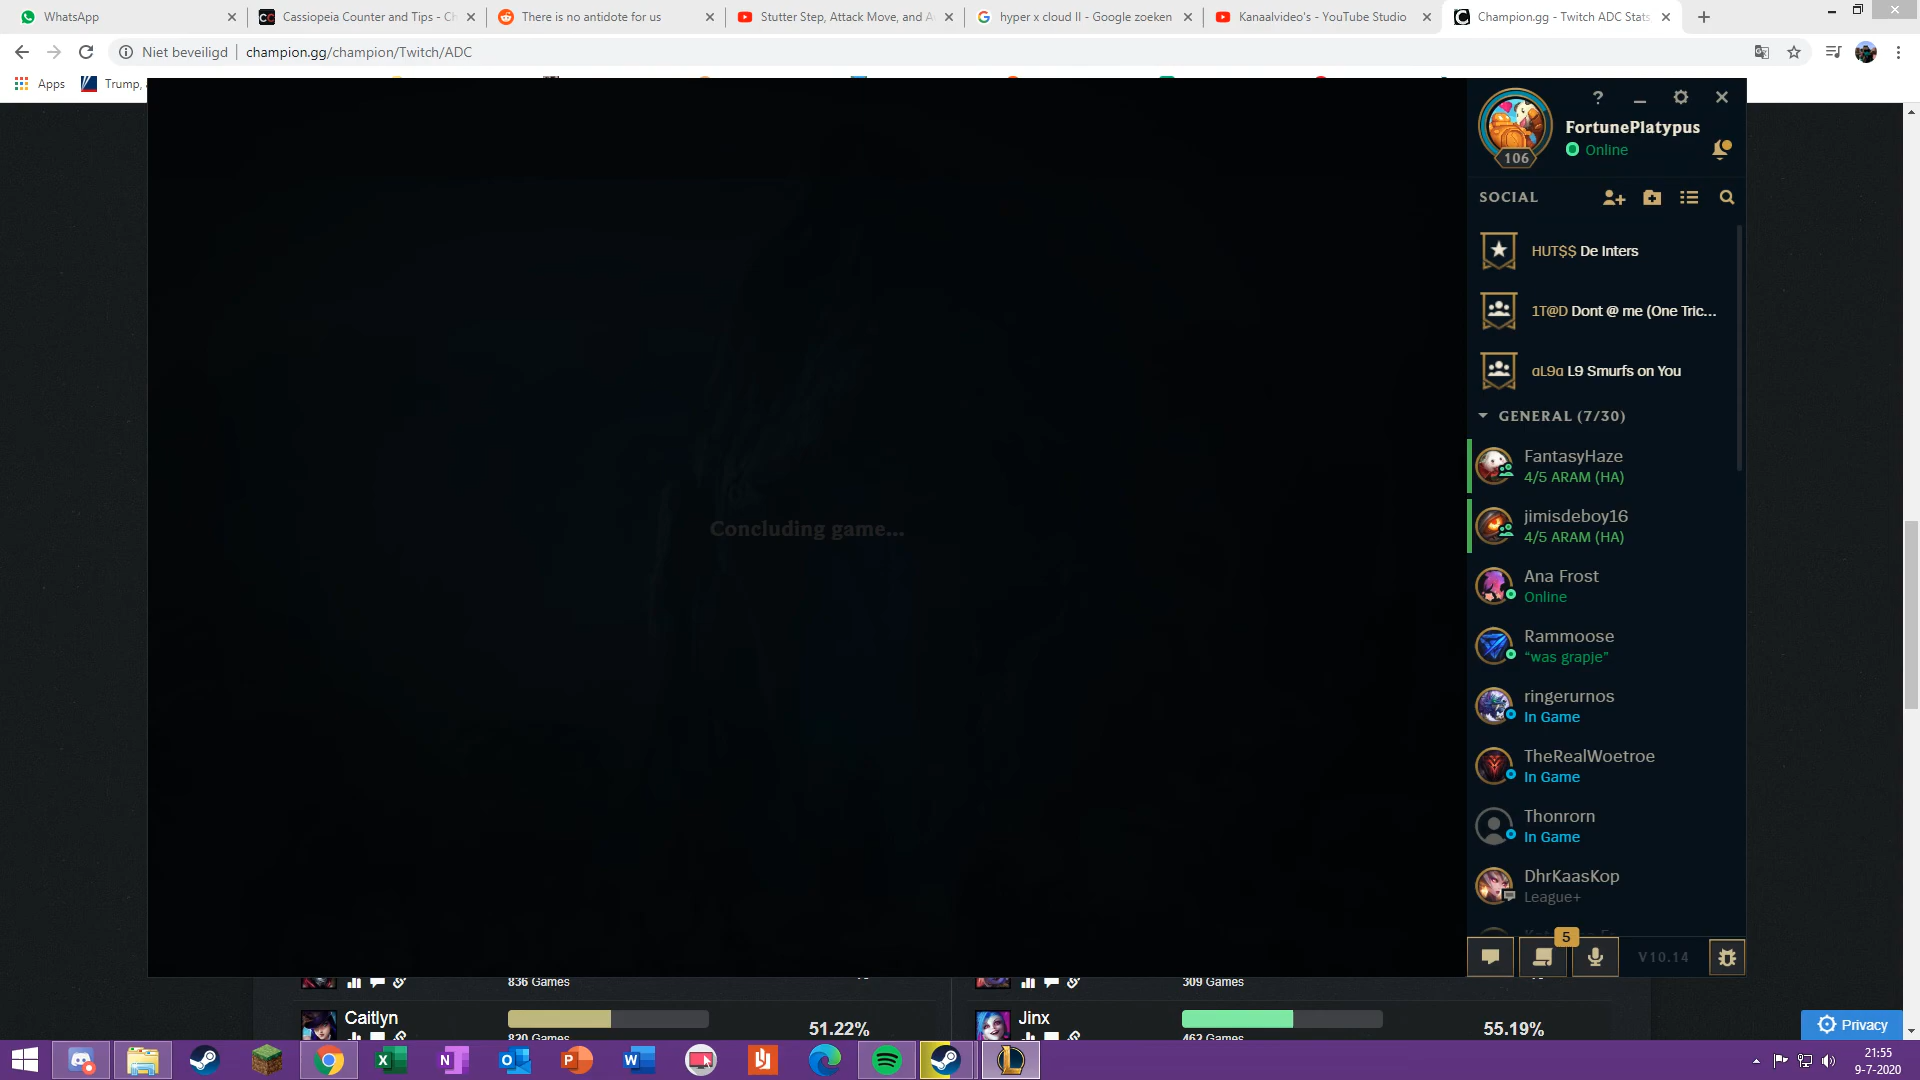 WhatsApp
Cassiopeia Counter and Tips - Ch
There is no antidote for us
Stutter Step, Attack Move, and A
hyper x cloud II - Google zoeken
Kanaalvideo's - YouTube Studio
Champion.gg - Twitch ADC Stats
Niet beveiligd
champion.gg/champion/Twitch/ADC
Apps
Trump,
FortunePlatypus
Online
106
SOCIAL
HUT$$ De Inters
1T@D Dont @ me (One Tric...
aL9a L9 Smurfs on You
GENERAL (7/30)
FantasyHaze
4/5 ARAM (HA)
jimisdeboy16
4/5 ARAM (HA)
Concluding game...
Ana Frost
Online
Rammoose
“was grapje”
ringerurnos
In Game
TheRealWoetroe
In Game
Thonrorn
In Game
DhrKaasKop
League+
5
V10.14
836 Games
309 Games
Caitlyn
51.22%
820 Games
Jinx
55.19%
462 Games
Privacy
21:55
9-7-2020